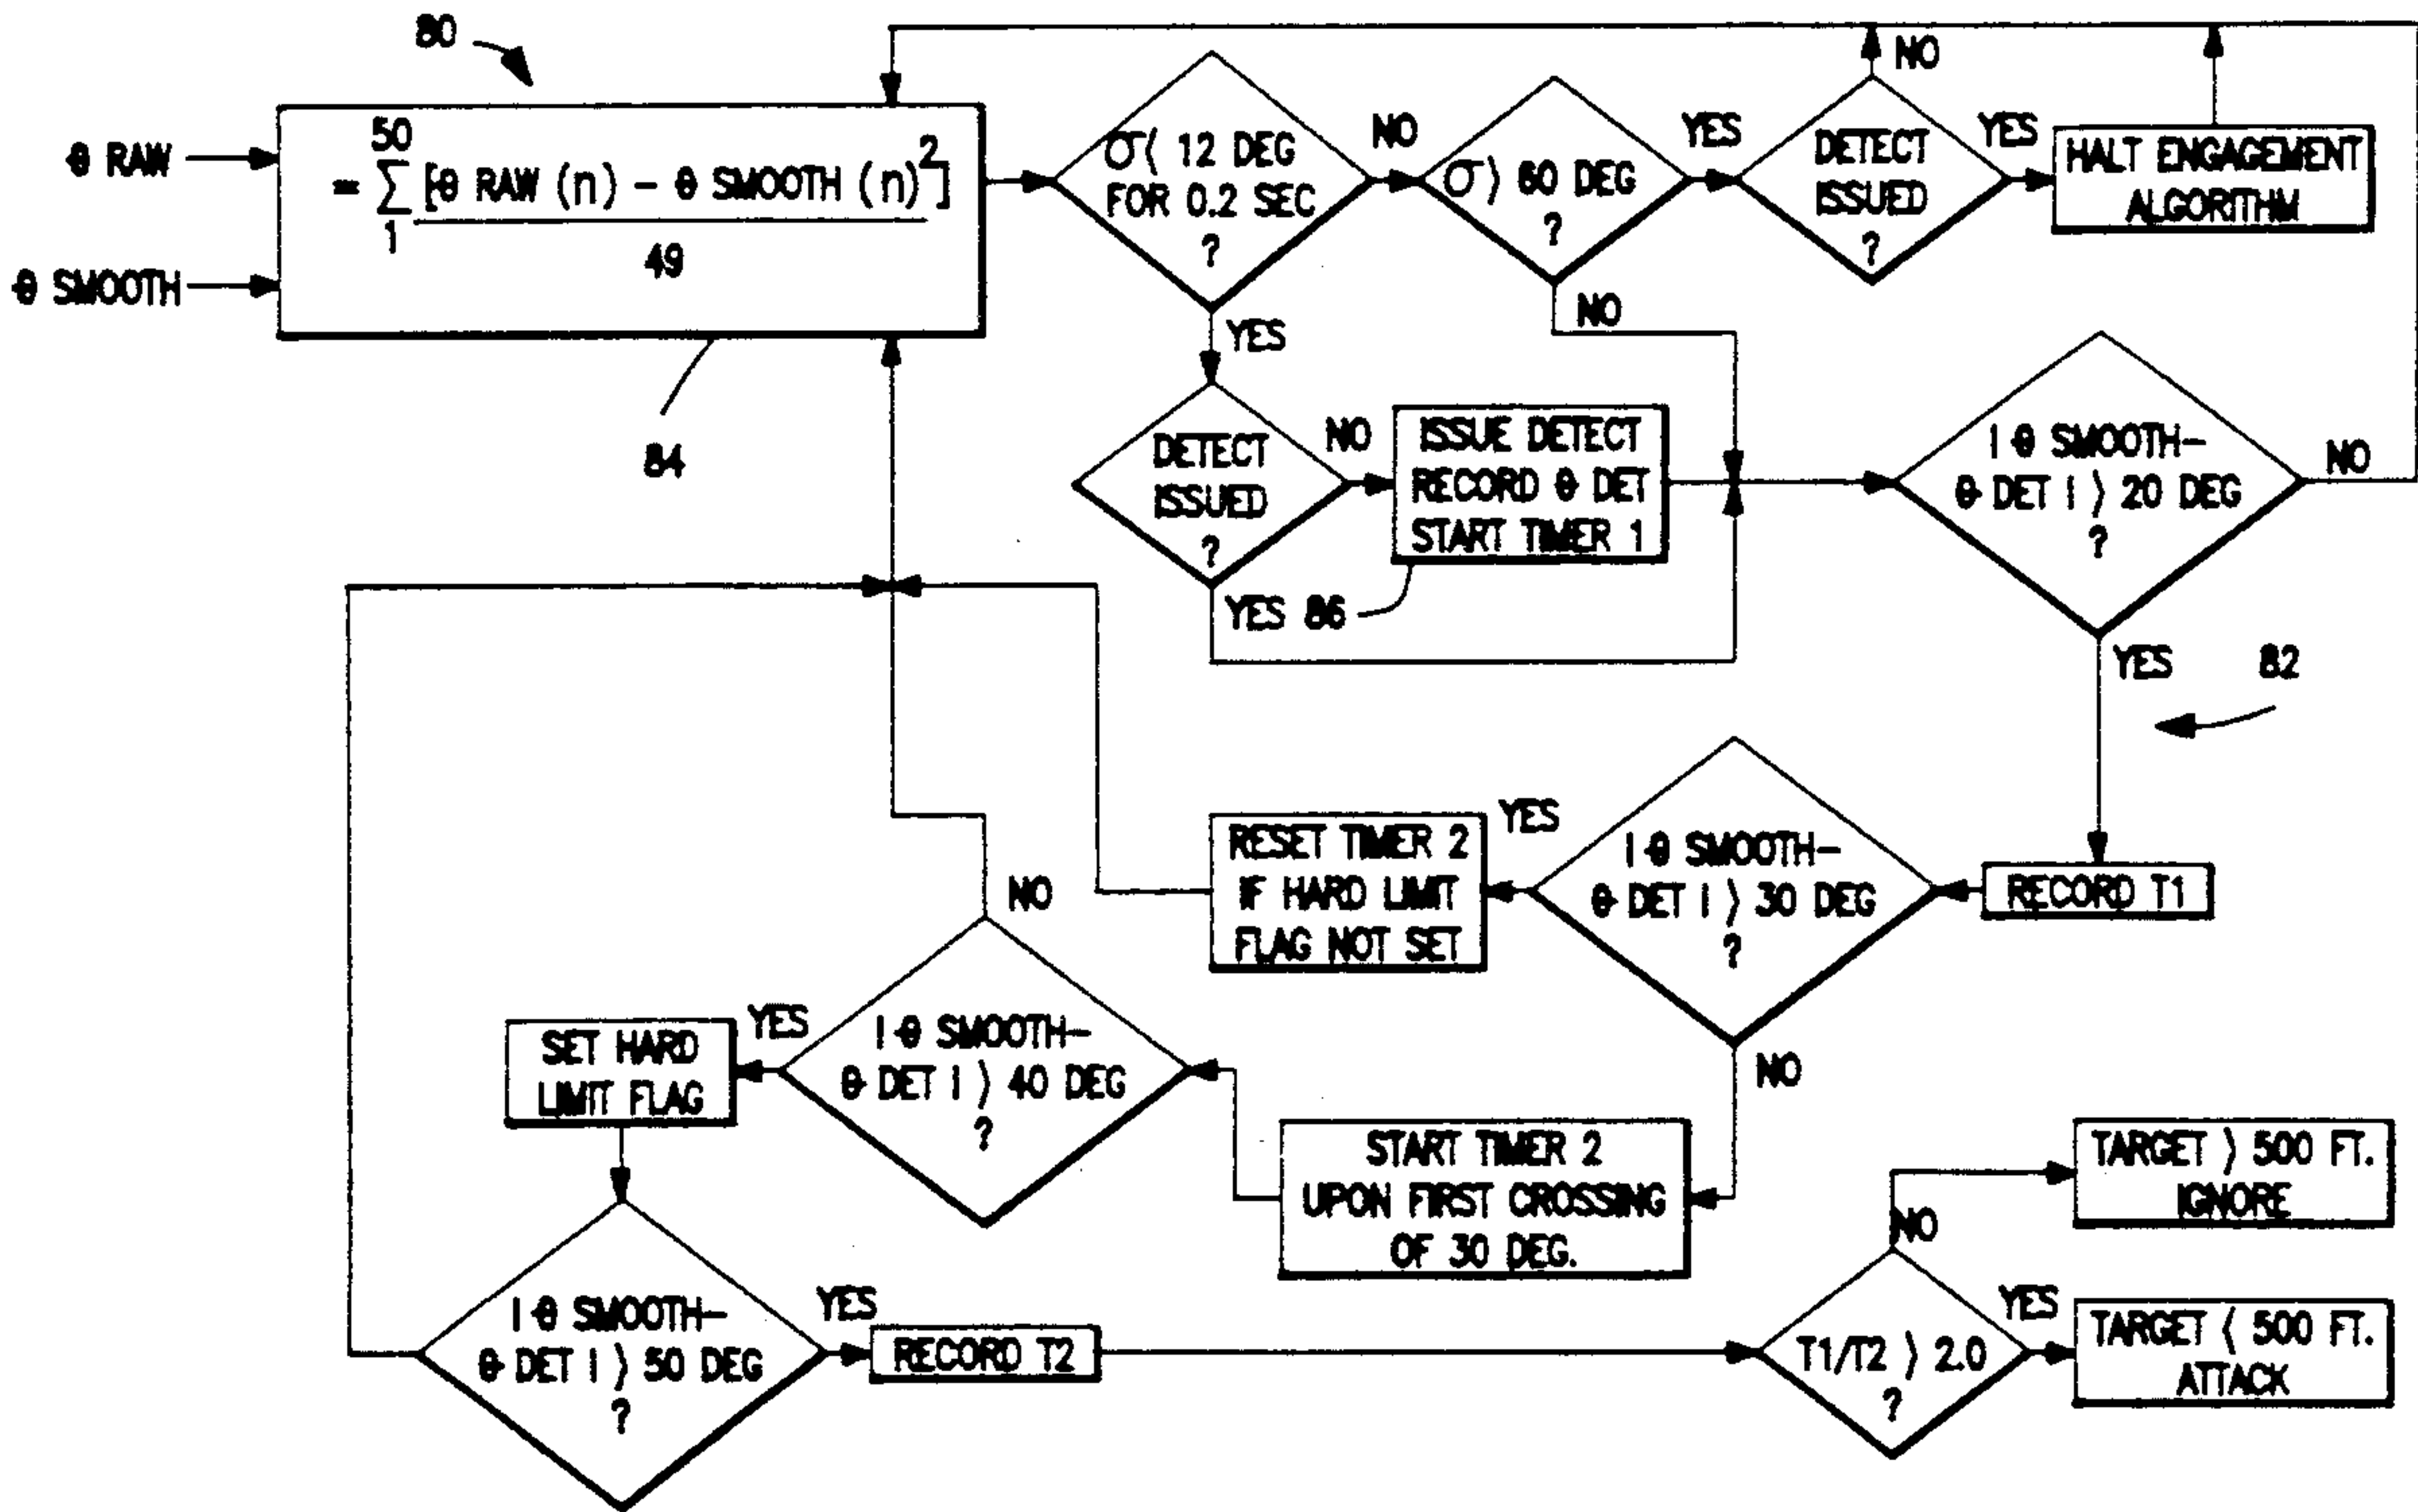 80
θ RAW
θ SMOOTH
50
= Σ [θ RAW (n) – θ SMOOTH (n)²]
1
49
84
σ⟨ 12 DEG
FOR 0.2 SEC
?
NO
YES
σ⟩ 60 DEG
?
YES
NO
DETECT
ISSUED
?
NO
YES
HALT ENGAGEMENT
ALGORITHM
DETECT
ISSUED
?
NO
YES
ISSUE DETECT
RECORD θ DET
START TIMER 1
86
| θ SMOOTH–
θ DET | ⟩ 20 DEG
?
NO
YES
82
RECORD T1
| θ SMOOTH–
θ DET | ⟩ 30 DEG
?
YES
NO
RESET TIMER 2
IF HARD LIMIT
FLAG NOT SET
START TIMER 2
UPON FIRST CROSSING
OF 30 DEG.
| θ SMOOTH–
θ DET | ⟩ 40 DEG
?
NO
YES
SET HARD
LIMIT FLAG
| θ SMOOTH–
θ DET | ⟩ 50 DEG
?
YES
RECORD T2
T1/T2 ⟩ 2.0
?
NO
YES
TARGET ⟩ 500 FT.
IGNORE
TARGET ⟨ 500 FT.
ATTACK